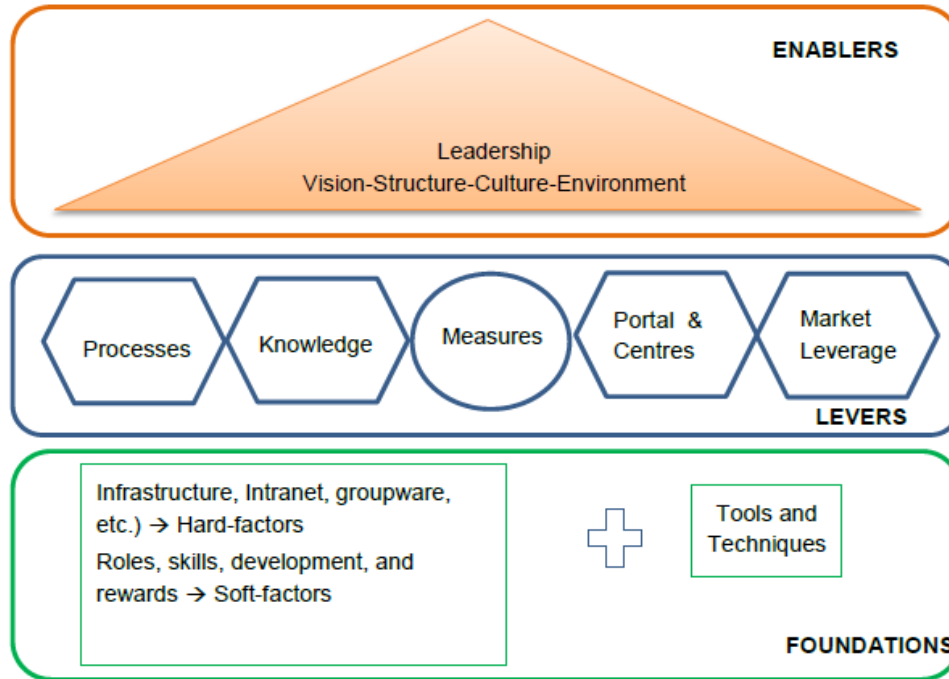 ENABLERS
Leadership
Vision-Structure-Culture-Environment
Processes
Knowledge
Measures
Portal &
Centres
Market
Leverage
LEVERS
Infrastructure, Intranet, groupware,
etc.) → Hard-factors
Roles, skills, development, and
rewards → Soft-factors
Tools and
Techniques
FOUNDATIONS